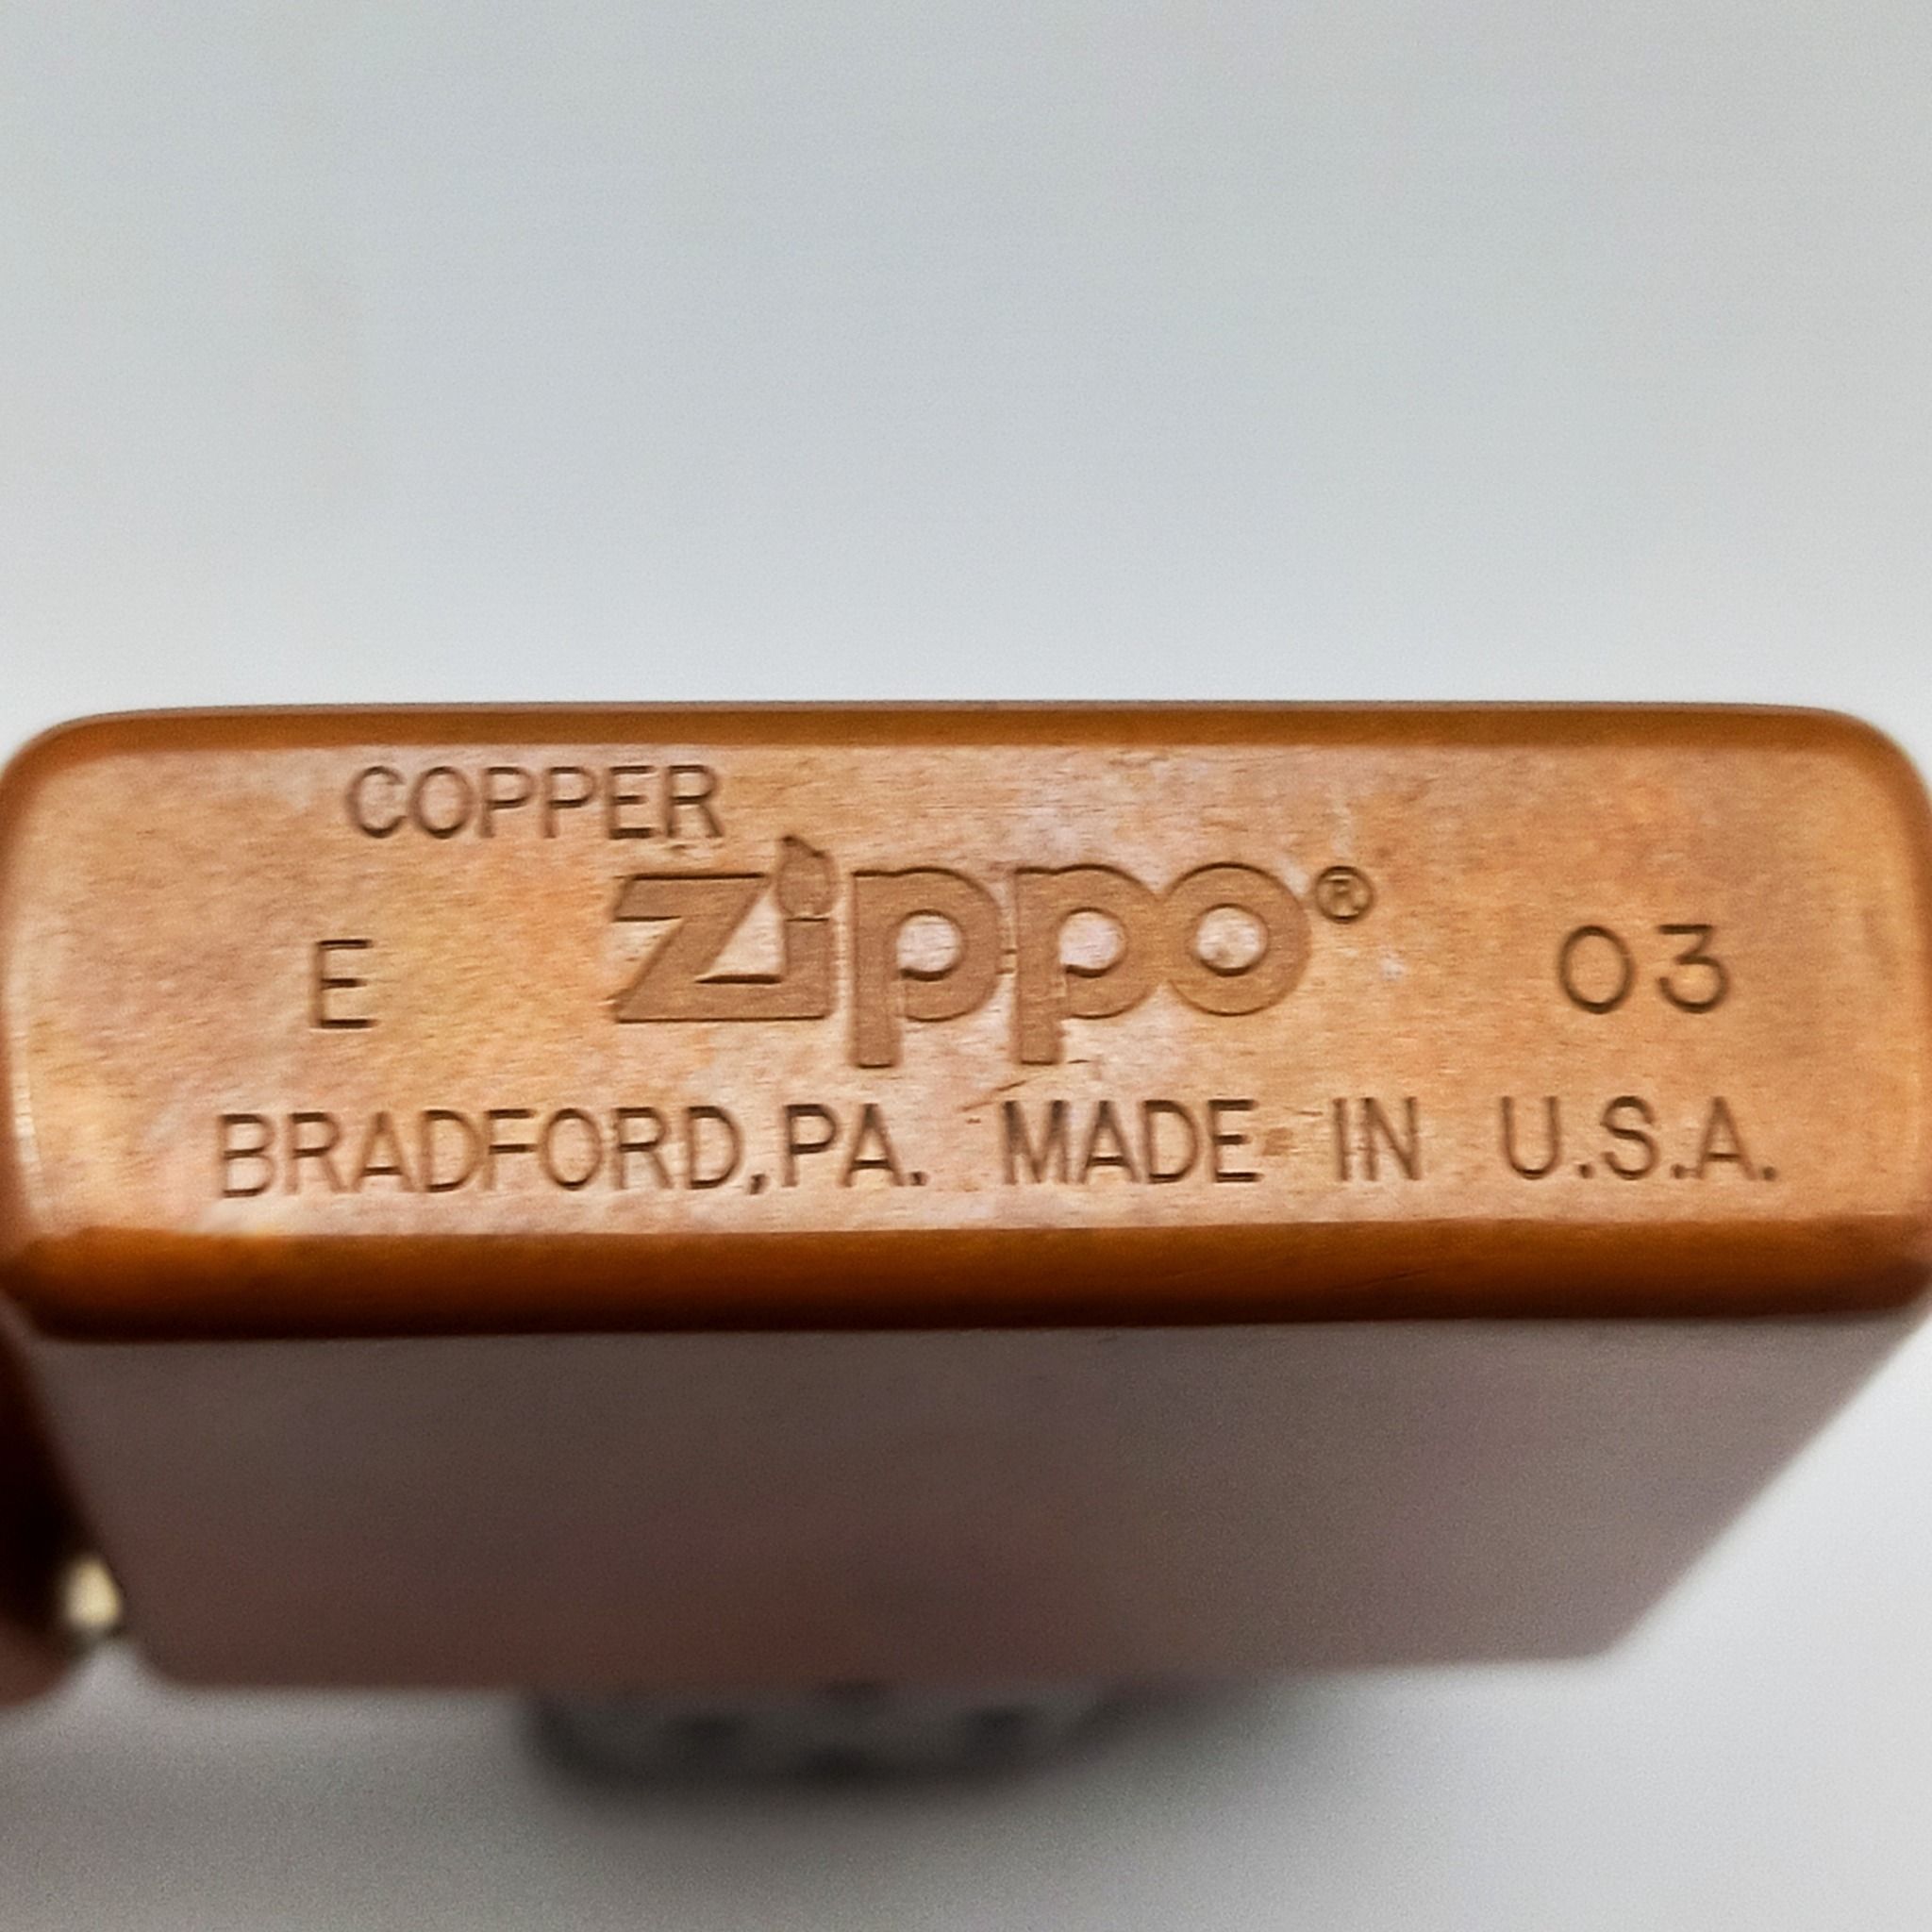 COPPER
E Zippo® 03
BRADFORD,PA. MADE IN U.S.A.